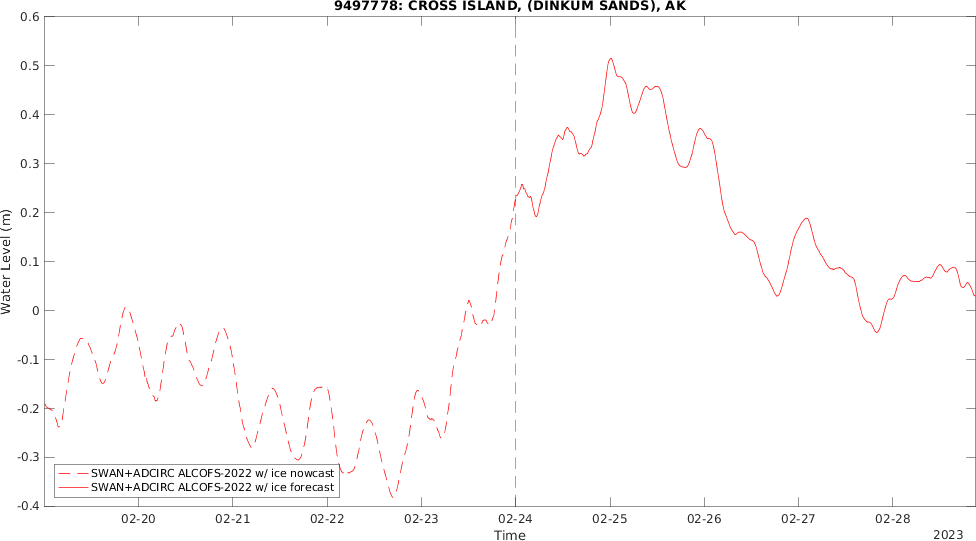 9497778: CROSS ISLAND, (DINKUM SANDS), AK
0.6
0.5
0.4
0.3
0.2
0.1
0
-0.1
-0.2
-0.3
-0.4
Water Level (m)
SWAN+ADCIRC ALCOFS-2022 w/ ice nowcast
SWAN+ADCIRC ALCOFS-2022 w/ ice forecast
02-20 02-21 02-22 02-23 02-24 02-25 02-26 02-27 02-28
Time
2023